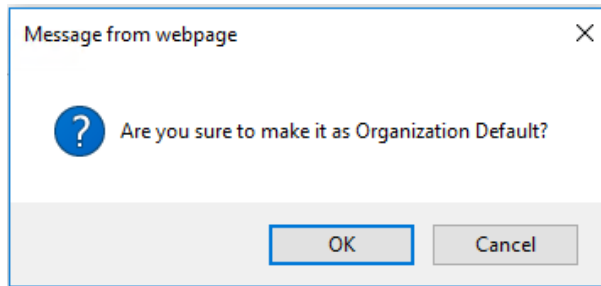 Message from webpage
Are you sure to make it as Organization Default?
OK
Cancel